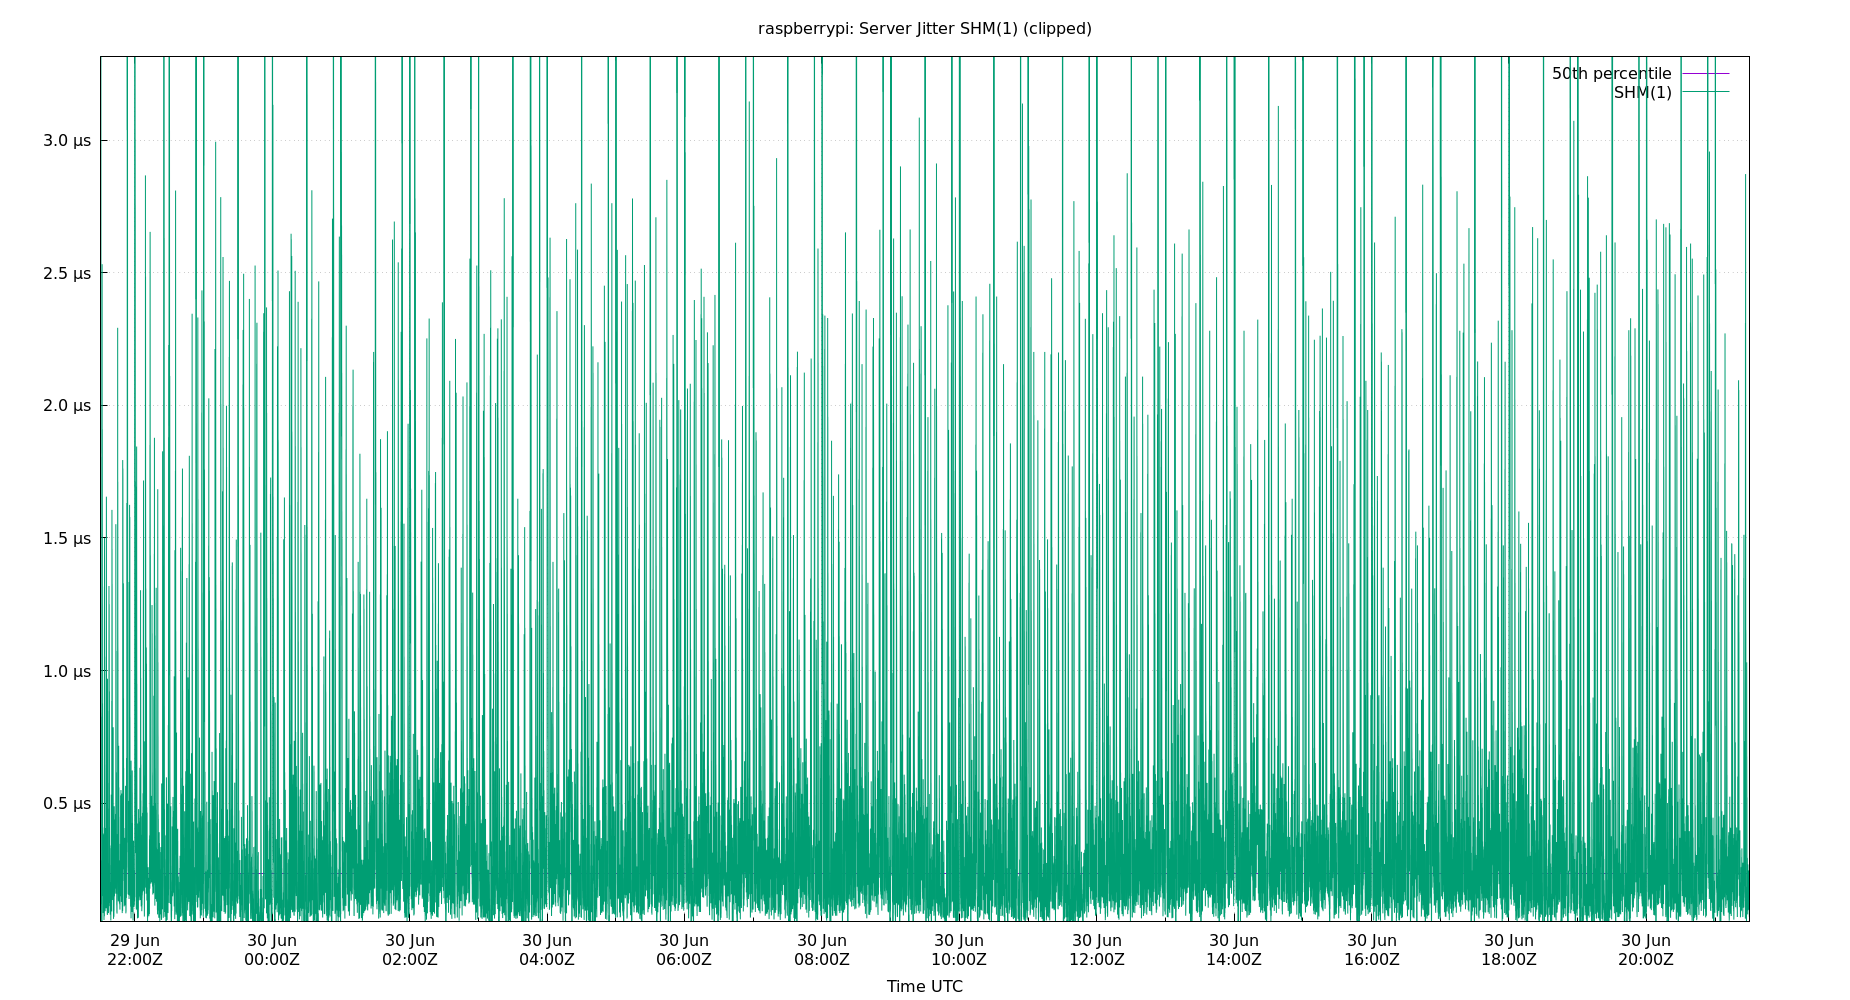 raspberrypi: Server Jitter SHM(1) (clipped)
50th percentile
SHM(1)
3.0 μs
2.5 μs
2.0 μs
1.5 μs
1.0 μs
0.5 μs
29 Jun 30 Jun 30 Jun 30 Jun 30 Jun 30 Jun 30 Jun 30 Jun 30 Jun 30 Jun 30 Jun 30 Jun
22:00Z 00:00Z 02:00Z 04:00Z 06:00Z 08:00Z 10:00Z 12:00Z 14:00Z 16:00Z 18:00Z 20:00Z
Time UTC